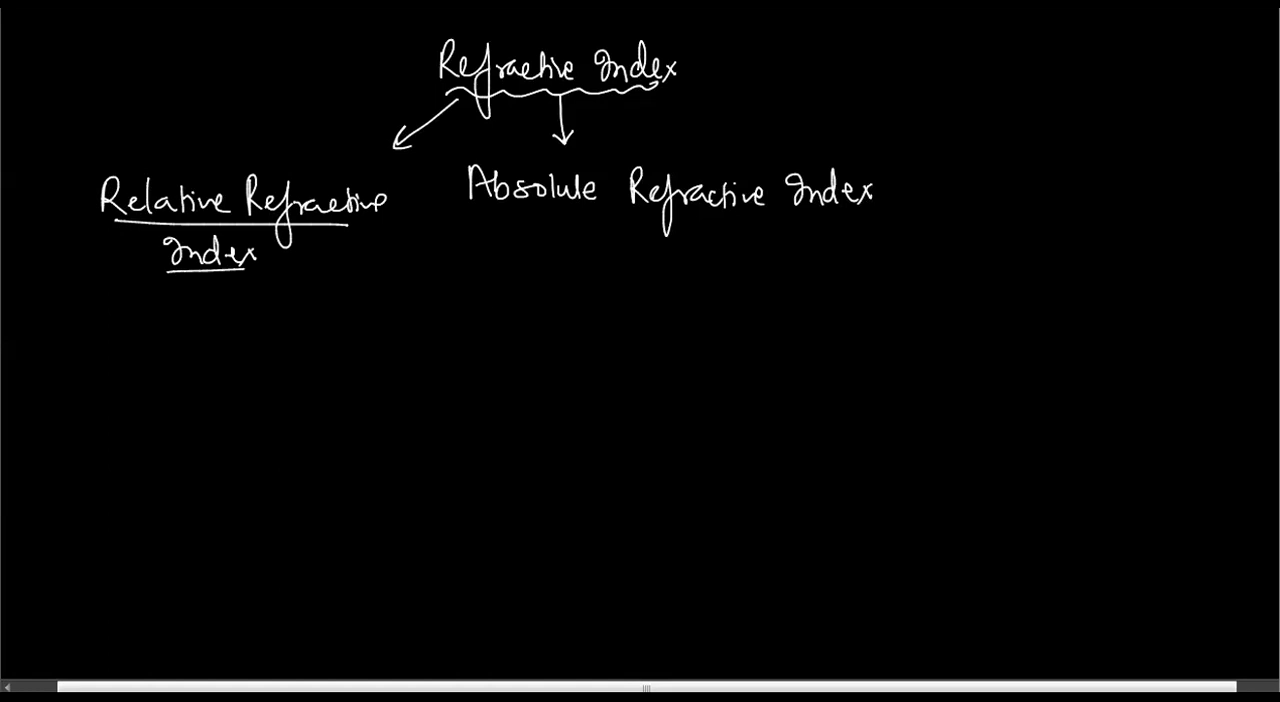 Refractive Index
Relative Refractive
Index
Absolute Refractive Index